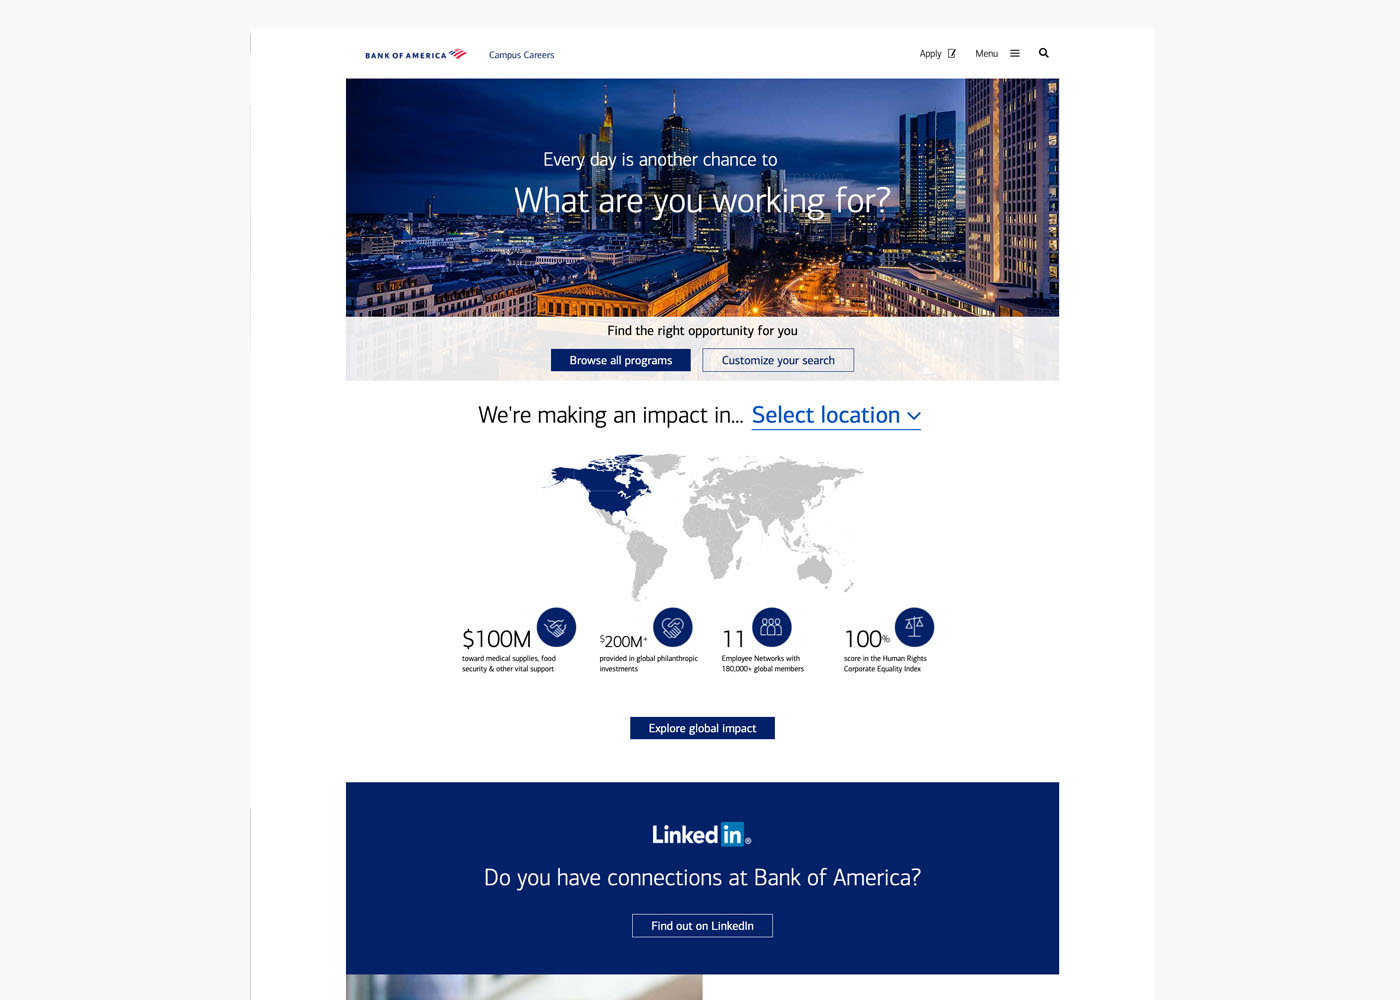 BANK OF AMERICA
Campus Careers
Apply
Menu
Every day is another chance to
improve
What are you working for?
Find the right opportunity for you
Browse all programs
Customize your search
We're making an impact in... Select location
$100M
toward medical supplies, food
security & other vital support
$200M+
provided in global philanthropic
investments
11
Employee Networks with
180,000+ global members
100%
score in the Human Rights
Corporate Equality Index
Explore global impact
Linked in®
Do you have connections at Bank of America?
Find out on LinkedIn